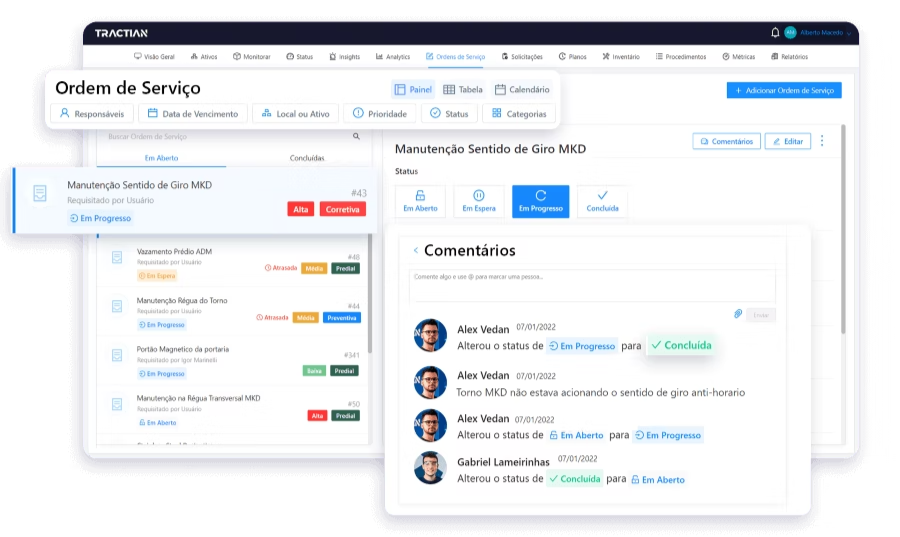 TRACTIAN
Alberto Macedo
Visão Geral Ativos Monitorar Status Insights Analytics Ordens de Serviço Solicitações Planos Inventário Procedimentos Métricas Relatórios
Ordem de Serviço
Painel Tabela Calendário
Responsáveis Data de Vencimento Local ou Ativo Prioridade Status Categorias
+ Adicionar Ordem de Serviço
Buscar Ordem de Serviço
Em Aberto Concluídas
Manutenção Sentido de Giro MKD
#43
Requisitado por Usuário
Em Progresso
Alta Corretiva
Vazamento Prédio ADM
#48
Requisitado por Usuário
Atrasada Média Predial
Em Espera
Manutenção Régua do Torno
#44
Requisitado por Usuário
Atrasada Média Preventiva
Em Progresso
Portão Magnetico da portaria
#341
Requisitado por Igor Marinelli
Baixa Predial
Em Progresso
Manutenção na Régua Transversal MKD
#50
Requisitado por Usuário
Alta Predial
Em Aberto
Manutenção Sentido de Giro MKD
Comentários Editar
Status
Em Aberto Em Espera Em Progresso Concluída
< Comentários
Comente algo e use @ para marcar uma pessoa...
Enviar
Alex Vedan 07/01/2022
Alterou o status de Em Progresso para Concluída
Alex Vedan 07/01/2022
Torno MKD não estava acionando o sentido de giro anti-horario
Alex Vedan 07/01/2022
Alterou o status de Em Aberto para Em Progresso
Gabriel Lameirinhas 07/01/2022
Alterou o status de Concluída para Em Aberto